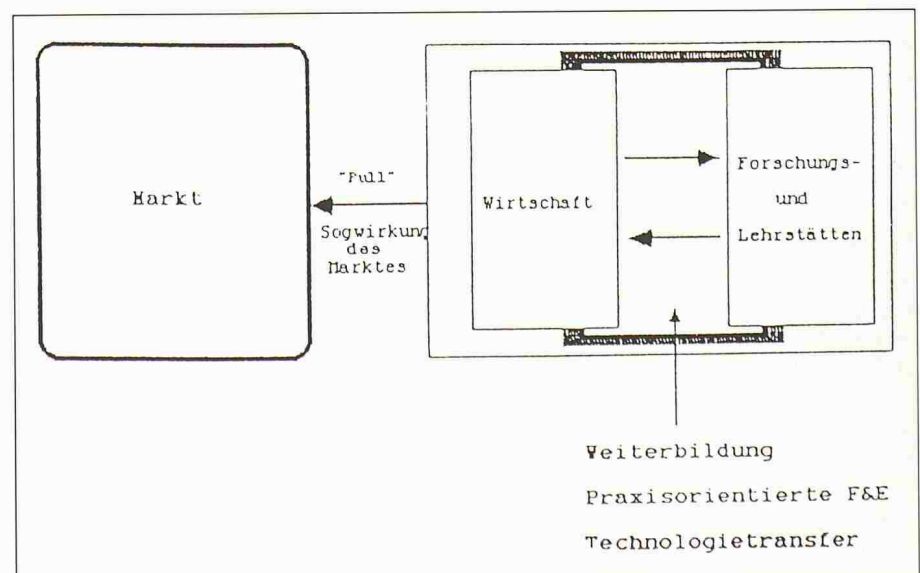 Markt
"Pull"
Sogwirkung
des
Marktes
Wirtschaft
Forschungs-
und
Lehrstätten
Weiterbildung
Praxisorientierte F&E
Technologietransfer